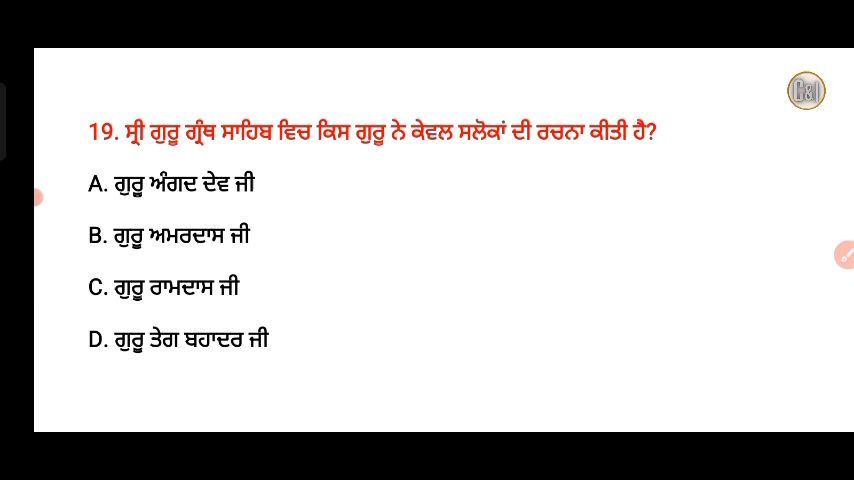 C&I
19. ਸ੍ਰੀ ਗੁਰੂ ਗ੍ਰੰਥ ਸਾਹਿਬ ਵਿਚ ਕਿਸ ਗੁਰੂ ਨੇ ਕੇਵਲ ਸਲੋਕਾਂ ਦੀ ਰਚਨਾ ਕੀਤੀ ਹੈ?
A. ਗੁਰੂ ਅੰਗਦ ਦੇਵ ਜੀ
B. ਗੁਰੂ ਅਮਰਦਾਸ ਜੀ
C. ਗੁਰੂ ਰਾਮਦਾਸ ਜੀ
D. ਗੁਰੂ ਤੇਗ ਬਹਾਦਰ ਜੀ